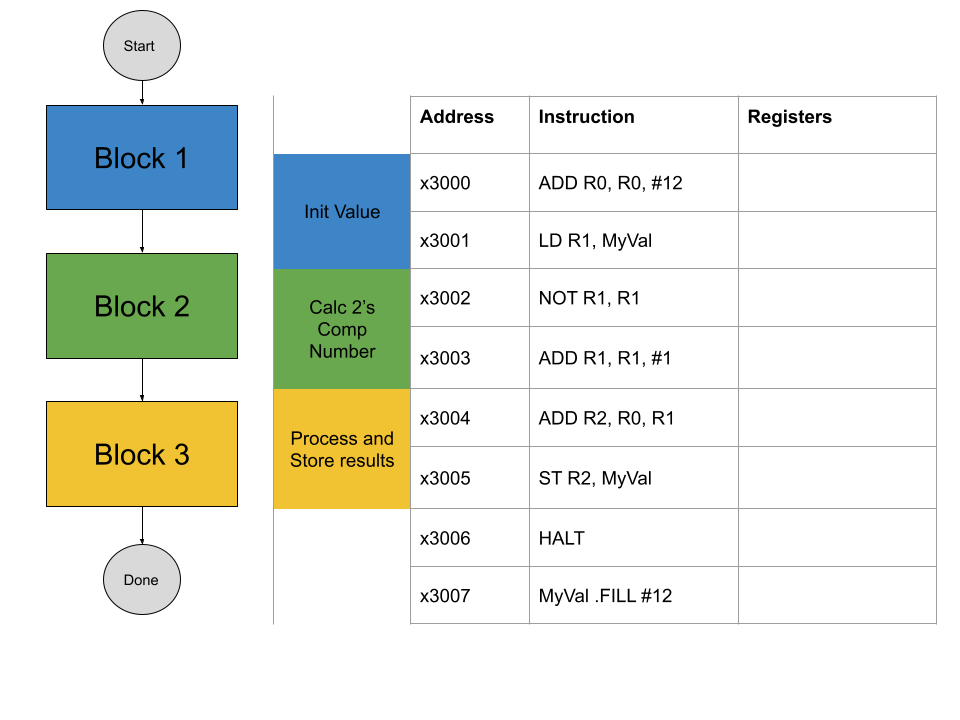 Start
Block 1
Block 2
Block 3
Done
Address Instruction Registers
Init Value
x3000 ADD R0, R0, #12
x3001 LD R1, MyVal
Calc 2's
Comp
Number
x3002 NOT R1, R1
x3003 ADD R1, R1, #1
Process and
Store results
x3004 ADD R2, R0, R1
x3005 ST R2, MyVal
x3006 HALT
x3007 MyVal .FILL #12